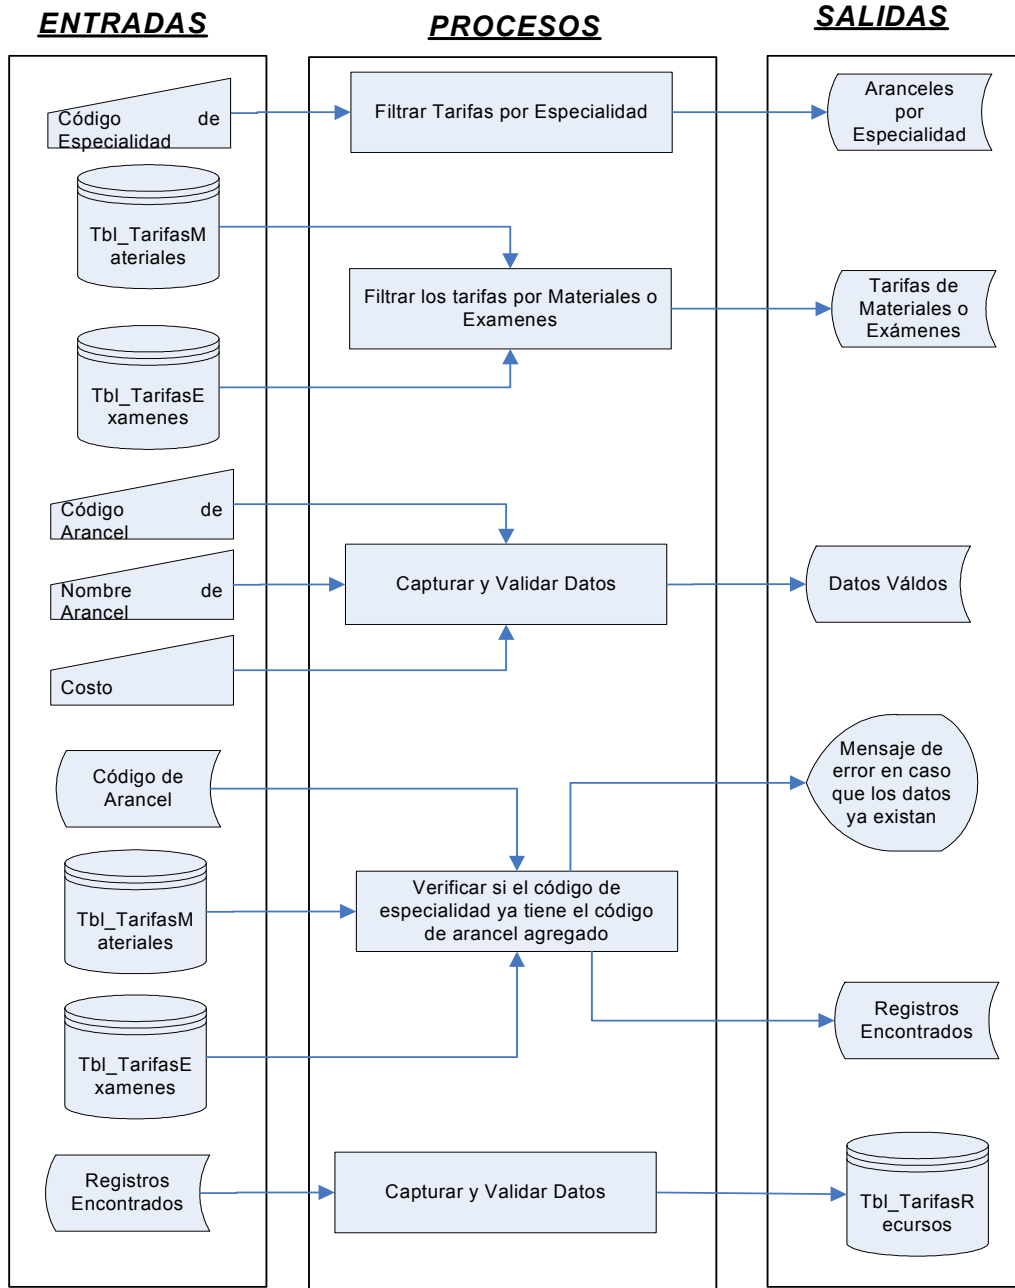 ENTRADAS
PROCESOS
SALIDAS
Código de
Especialidad
Filtrar Tarifas por Especialidad
Aranceles
por
Especialidad
Tbl_TarifasM
ateriales
Filtrar los tarifas por Materiales o
Examenes
Tarifas de
Materiales o
Exámenes
Tbl_TarifasE
xamenes
Código de
Arancel
Nombre de
Arancel
Costo
Capturar y Validar Datos
Datos Váldos
Código de
Arancel
Mensaje de
error en caso
que los datos
ya existan
Tbl_TarifasM
ateriales
Verificar si el código de
especialidad ya tiene el código
de arancel agregado
Tbl_TarifasE
xamenes
Registros
Encontrados
Registros
Encontrados
Capturar y Validar Datos
Tbl_TarifasR
ecursos